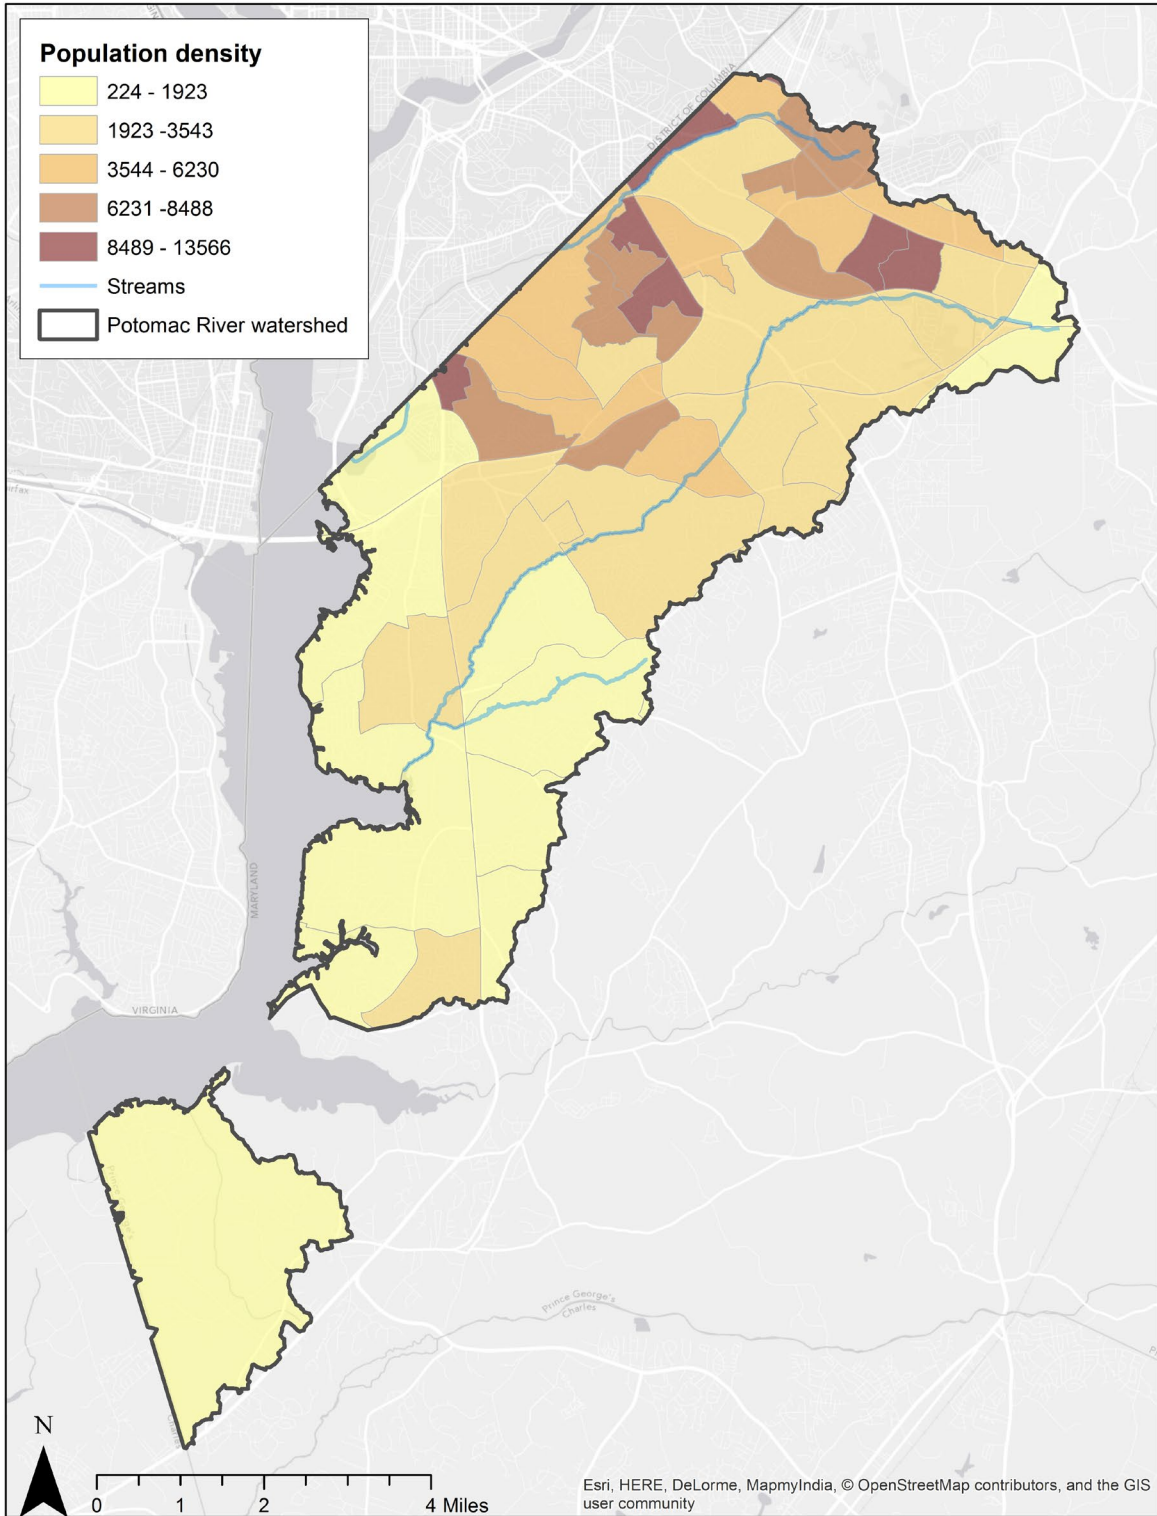 Population density
224 - 1923
1923 -3543
3544 - 6230
6231 -8488
8489 - 13566
Streams
Potomac River watershed
DISTRICT OF COLUMBIA
MARYLAND
VIRGINIA
Prince George's
Charles
N
0 1 2 4 Miles
Esri, HERE, DeLorme, MapmyIndia, © OpenStreetMap contributors, and the GIS
user community